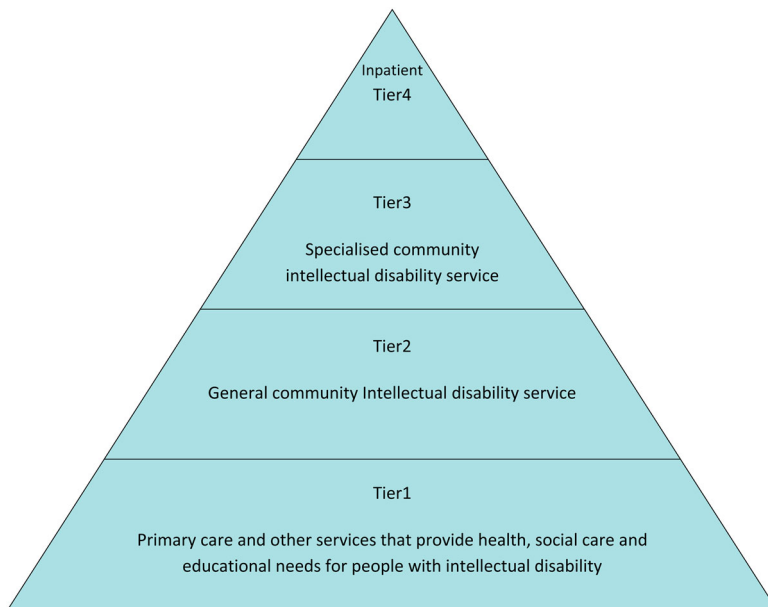 Inpatient
Tier4
Tier3
Specialised community
intellectual disability service
Tier2
General community Intellectual disability service
Tier1
Primary care and other services that provide health, social care and
educational needs for people with intellectual disability